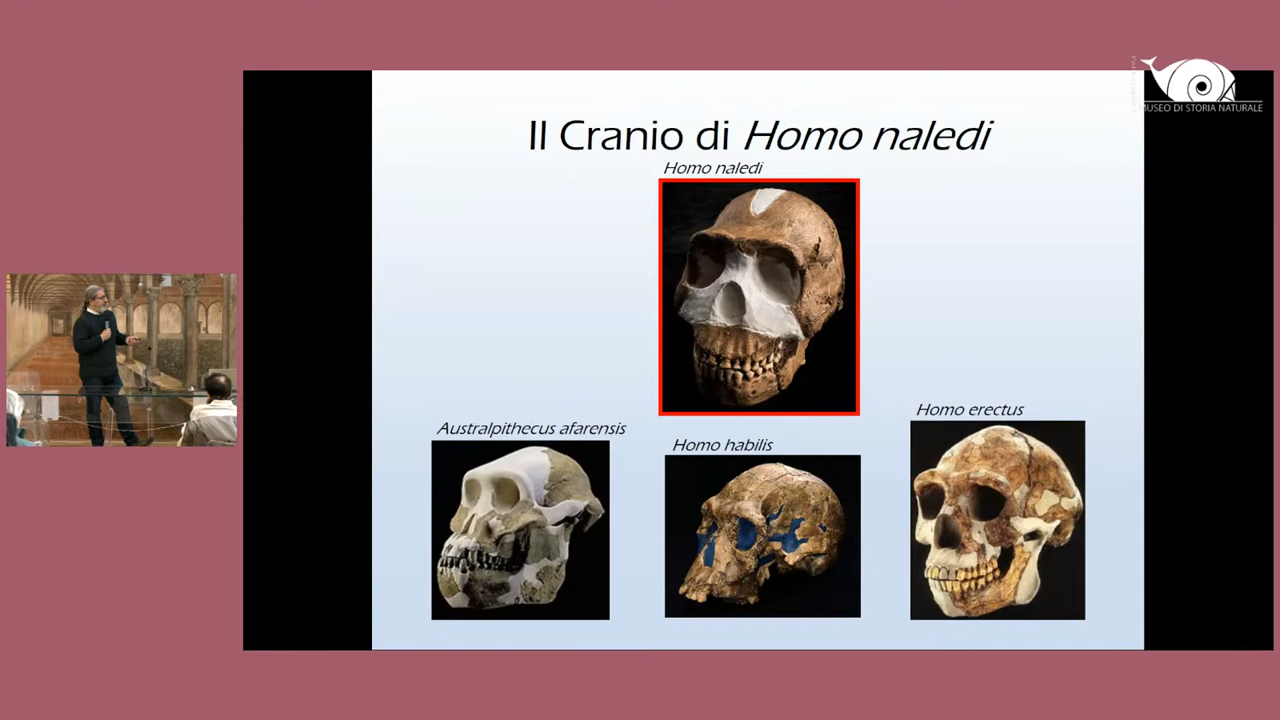 MUSEO DI STORIA NATURALE
Il Cranio di Homo naledi
Homo naledi
Homo erectus
Australpithecus afarensis
Homo habilis